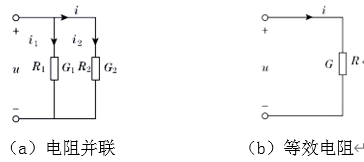 i
+ i₁ i₂
u R₁ G₁ R₂ G₂
−
(a) 电阻并联
i
+
u G R
−
(b) 等效电阻↵